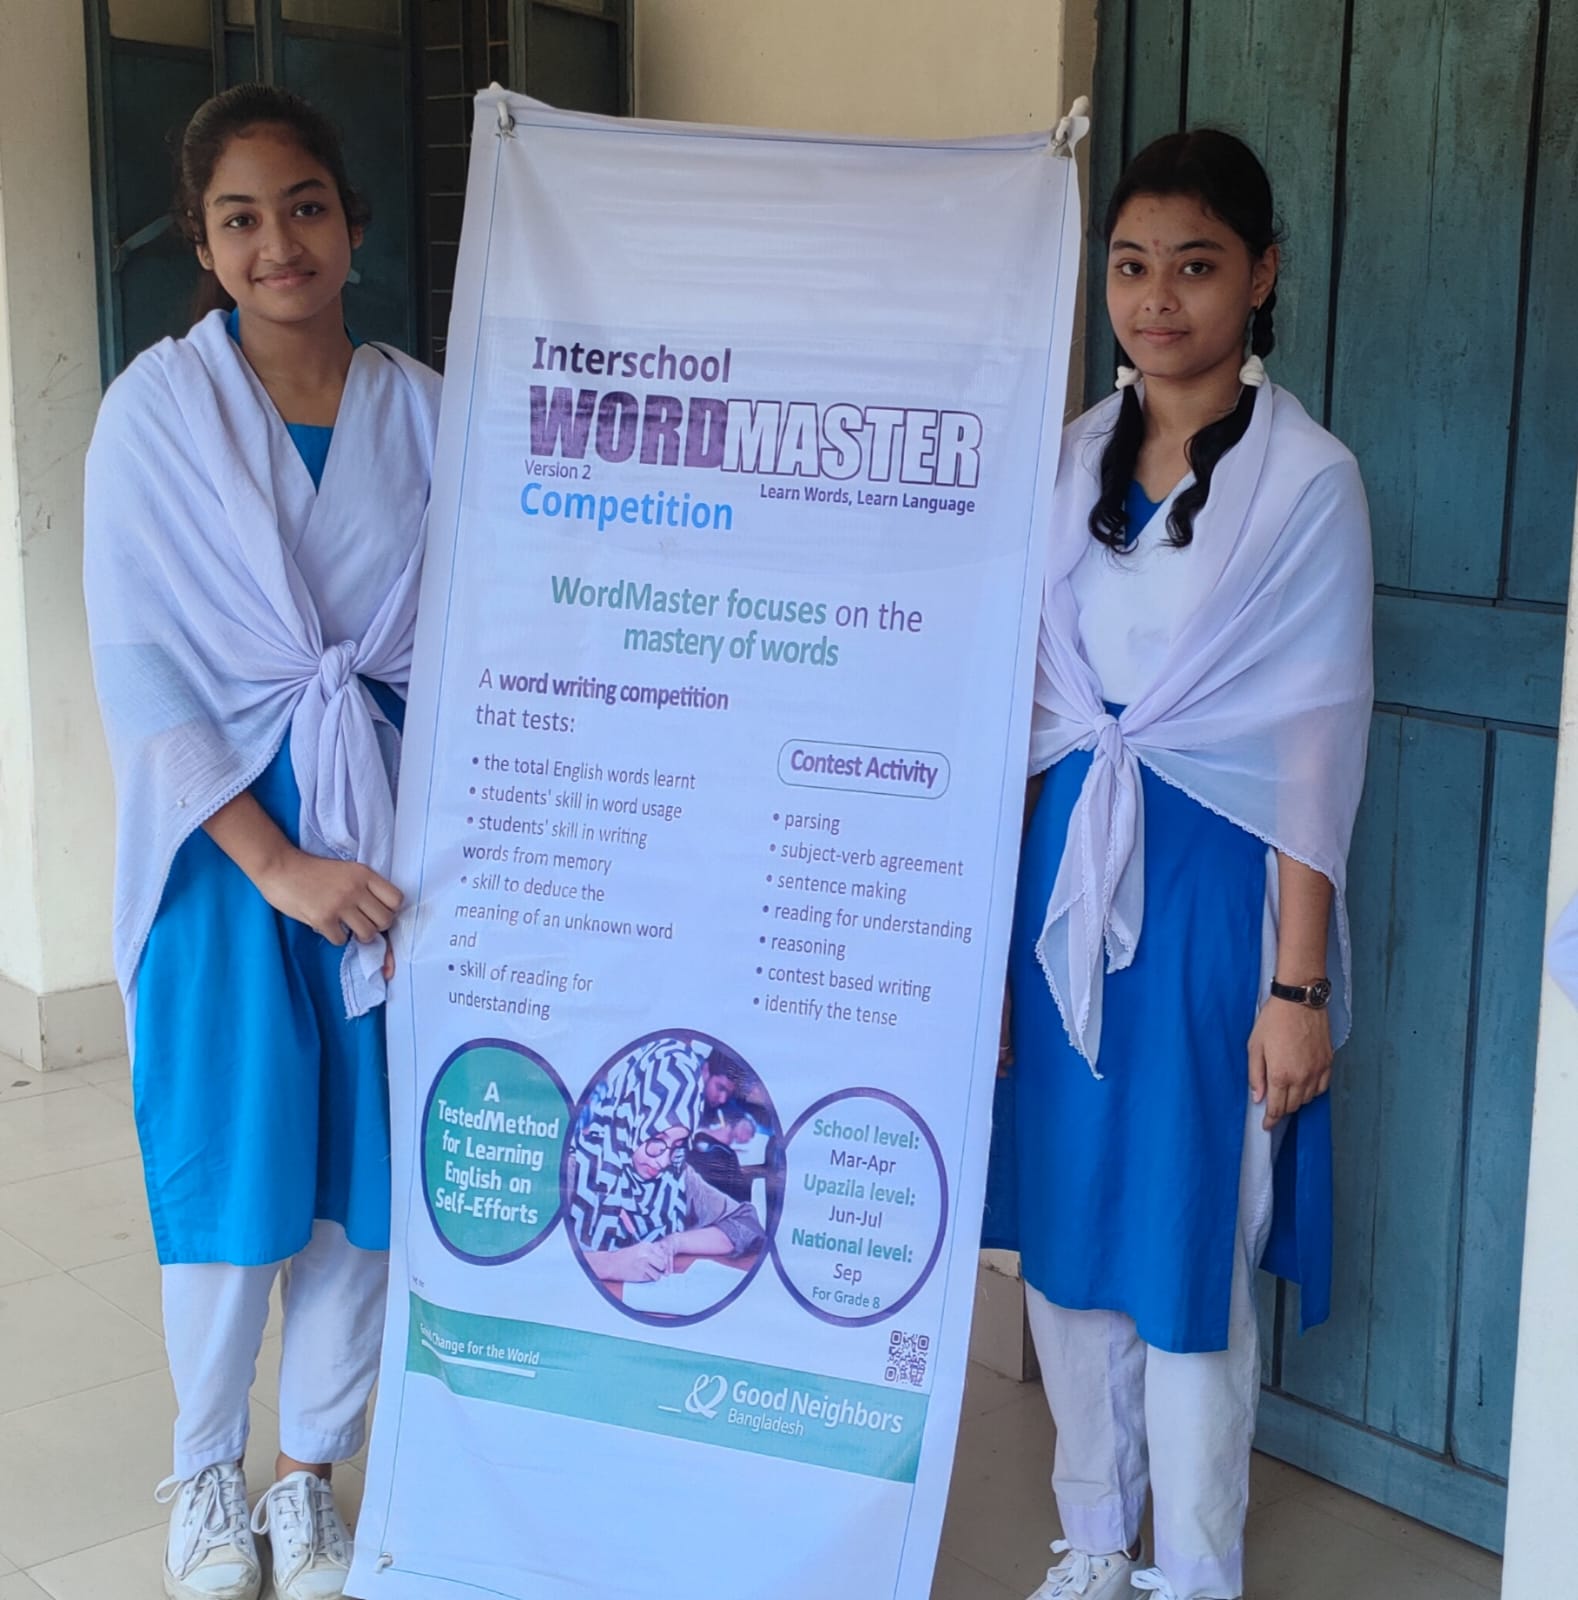 Interschool
WORDMASTER
Version 2
Learn Words, Learn Language
Competition
WordMaster focuses on the
mastery of words
A word writing competition
that tests:
• the total English words learnt
• students' skill in word usage
• students' skill in writing
words from memory
• skill to deduce the
meaning of an unknown word
and
• skill of reading for
understanding
Contest Activity
• parsing
• subject-verb agreement
• sentence making
• reading for understanding
• reasoning
• contest based writing
• identify the tense
A
TestedMethod
for Learning
English on
Self-Efforts
School level:
Mar-Apr
Upazila level:
Jun-Jul
National level:
Sep
For Grade 8
Change for the World
Good Neighbors
Bangladesh